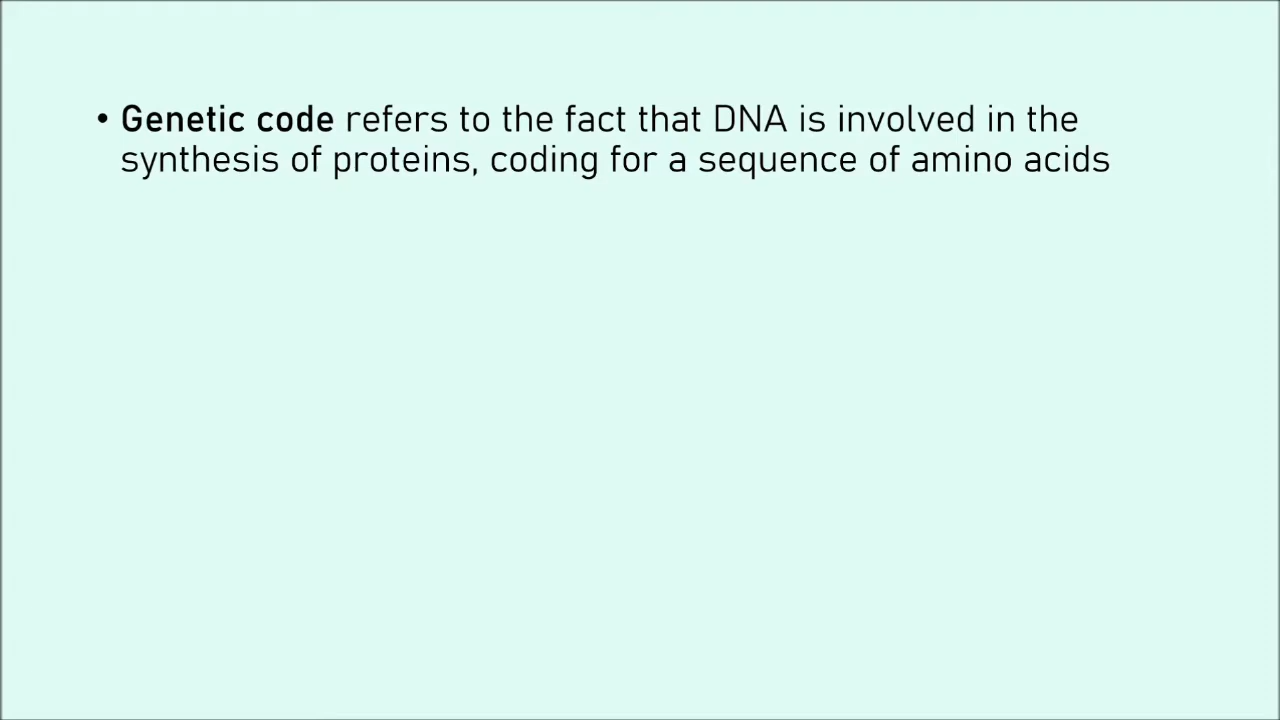 • Genetic code refers to the fact that DNA is involved in the
synthesis of proteins, coding for a sequence of amino acids